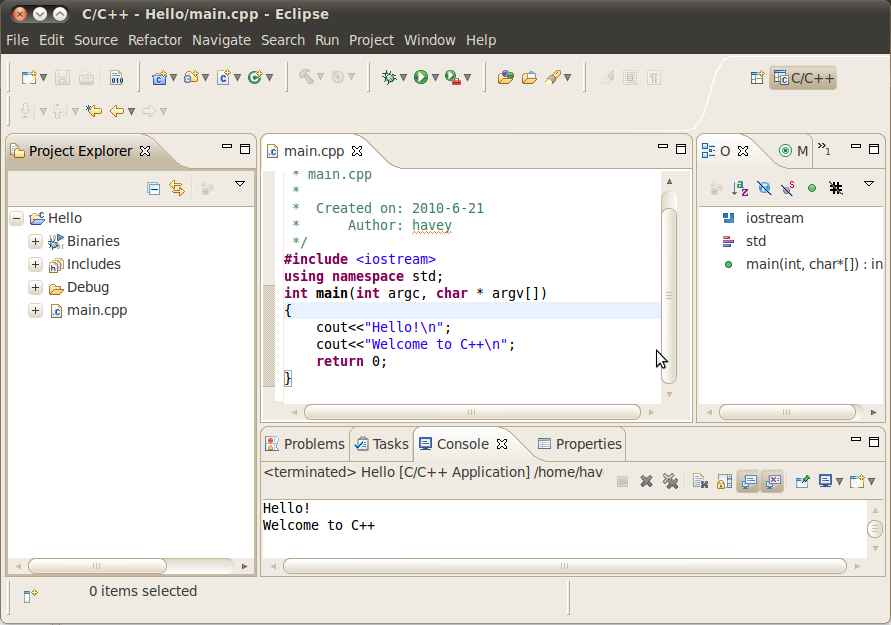 C/C++ - Hello/main.cpp - Eclipse
File Edit Source Refactor Navigate Search Run Project Window Help
C/C++
Project Explorer
Hello
Binaries
Includes
Debug
main.cpp
main.cpp
* main.cpp
*
*  Created on: 2010-6-21
*      Author: havey
*/
#include <iostream>
using namespace std;
int main(int argc, char * argv[])
{
    cout<<"Hello!\n";
    cout<<"Welcome to C++\n";
    return 0;
}
O M »1
iostream
std
main(int, char*[]) : in
Problems Tasks Console Properties
<terminated> Hello [C/C++ Application] /home/hav
Hello!
Welcome to C++
0 items selected